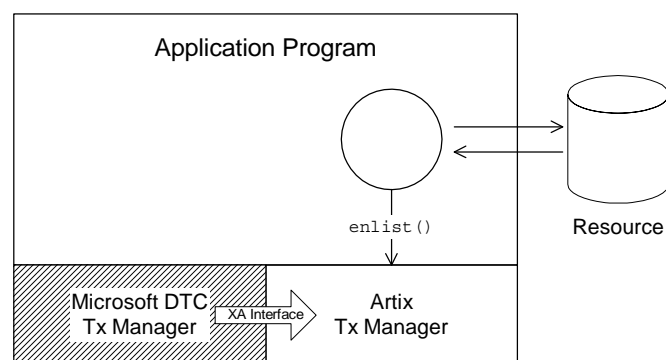 Application Program
enlist()
Resource
Microsoft DTC
Tx Manager
XA Interface
Artix
Tx Manager